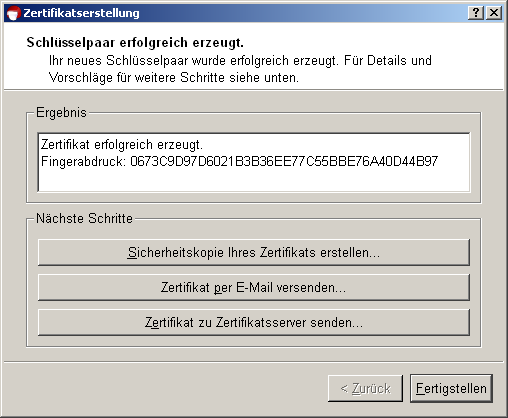 Zertifikatserstellung
Schlüsselpaar erfolgreich erzeugt.
Ihr neues Schlüsselpaar wurde erfolgreich erzeugt. Für Details und
Vorschläge für weitere Schritte siehe unten.
Ergebnis
Zertifikat erfolgreich erzeugt.
Fingerabdruck: 0673C9D97D6021B3B36EE77C55BBE76A40D44B97
Nächste Schritte
Sicherheitskopie Ihres Zertifikats erstellen...
Zertifikat per E-Mail versenden...
Zertifikat zu Zertifikatsserver senden...
< Zurück Fertigstellen